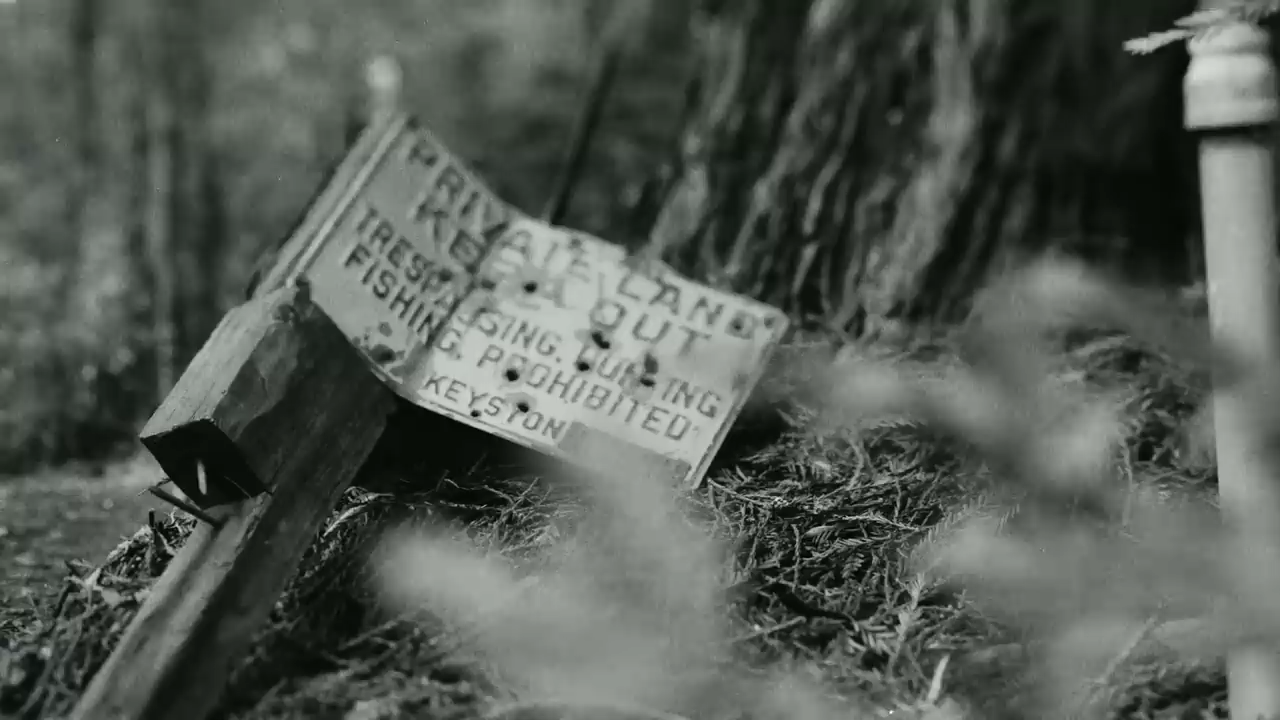 PRIVATE LAND
KEEP OUT
TRESPASSING, HUNTING
FISHING, PROHIBITED
KEYSTON